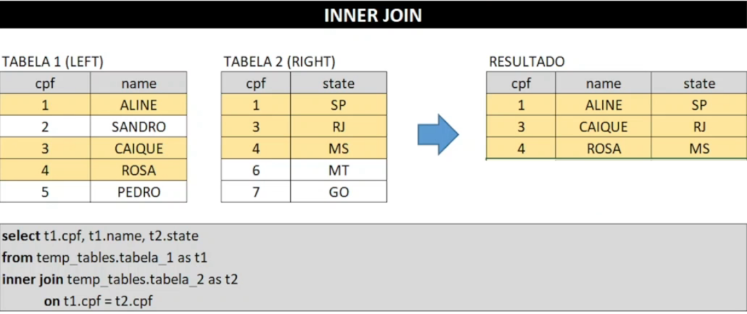 INNER JOIN
TABELA 1 (LEFT) TABELA 2 (RIGHT) RESULTADO
cpf name cpf state cpf name state
1 ALINE 1 SP 1 ALINE SP
2 SANDRO 3 RJ 3 CAIQUE RJ
3 CAIQUE 4 MS 4 ROSA MS
4 ROSA 6 MT
5 PEDRO 7 GO
select t1.cpf, t1.name, t2.state
from temp_tables.tabela_1 as t1
inner join temp_tables.tabela_2 as t2
on t1.cpf = t2.cpf